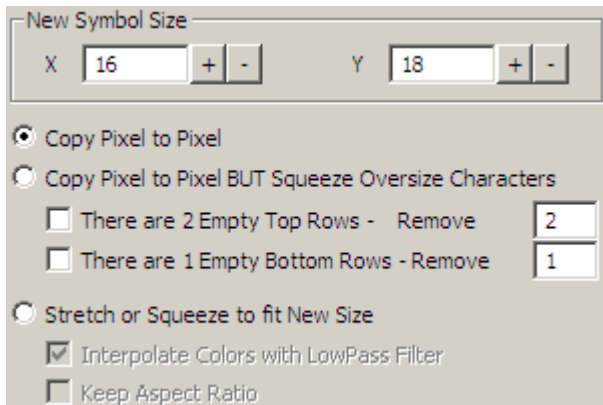 New Symbol Size
X 16 + - Y 18 + -
Copy Pixel to Pixel
Copy Pixel to Pixel BUT Squeeze Oversize Characters
There are 2 Empty Top Rows - Remove 2
There are 1 Empty Bottom Rows - Remove 1
Stretch or Squeeze to fit New Size
Interpolate Colors with LowPass Filter
Keep Aspect Ratio